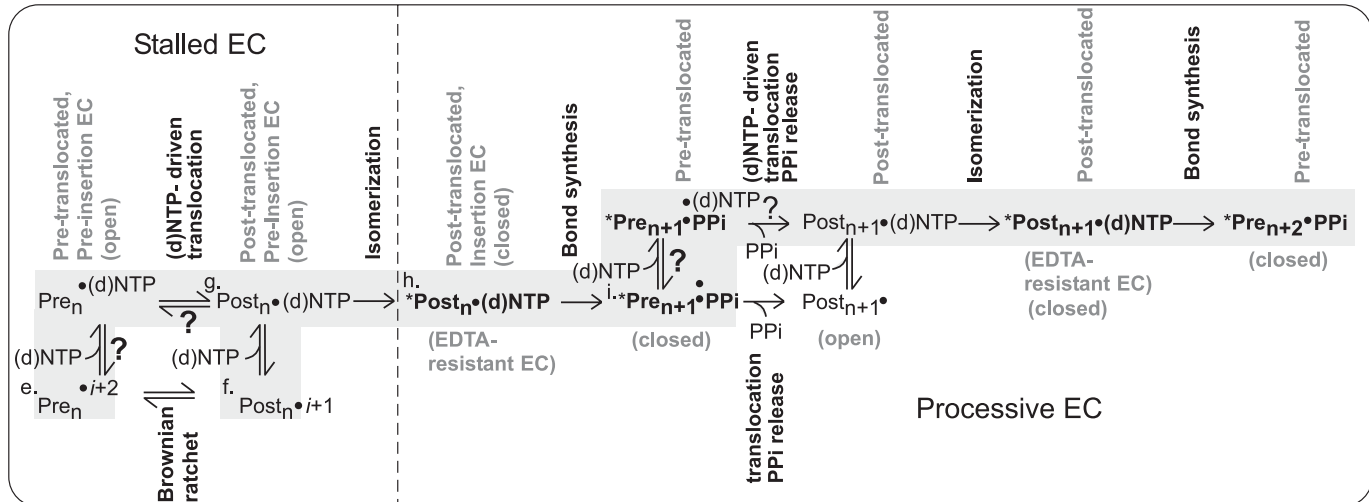 Stalled EC
Pre-translocated,
Pre-insertion EC
(open)
(d)NTP- driven
translocation
Post-translocated,
Pre-Insertion EC
(open)
Isomerization
Post-translocated,
Insertion EC
(closed)
Bond synthesis
Pre-translocated
(d)NTP- driven
translocation
PPi release
Post-translocated
Isomerization
Post-translocated
Bond synthesis
Pre-translocated
*Pren+1•PPi •(d)NTP
?
PPi
Postn+1•(d)NTP
*Postn+1•(d)NTP
*Pren+2•PPi
(d)NTP
?
(d)NTP
(EDTA-
resistant EC)
(closed)
(closed)
Pren •(d)NTP
?
g. Postn•(d)NTP
h. *Postn•(d)NTP
i. *Pren+1•PPi
PPi
Postn+1•
(d)NTP
?
(d)NTP
(EDTA-
resistant EC)
(closed)
(open)
e. Pren •i+2
f. Postn•i+1
Brownian
ratchet
translocation
PPi release
Processive EC